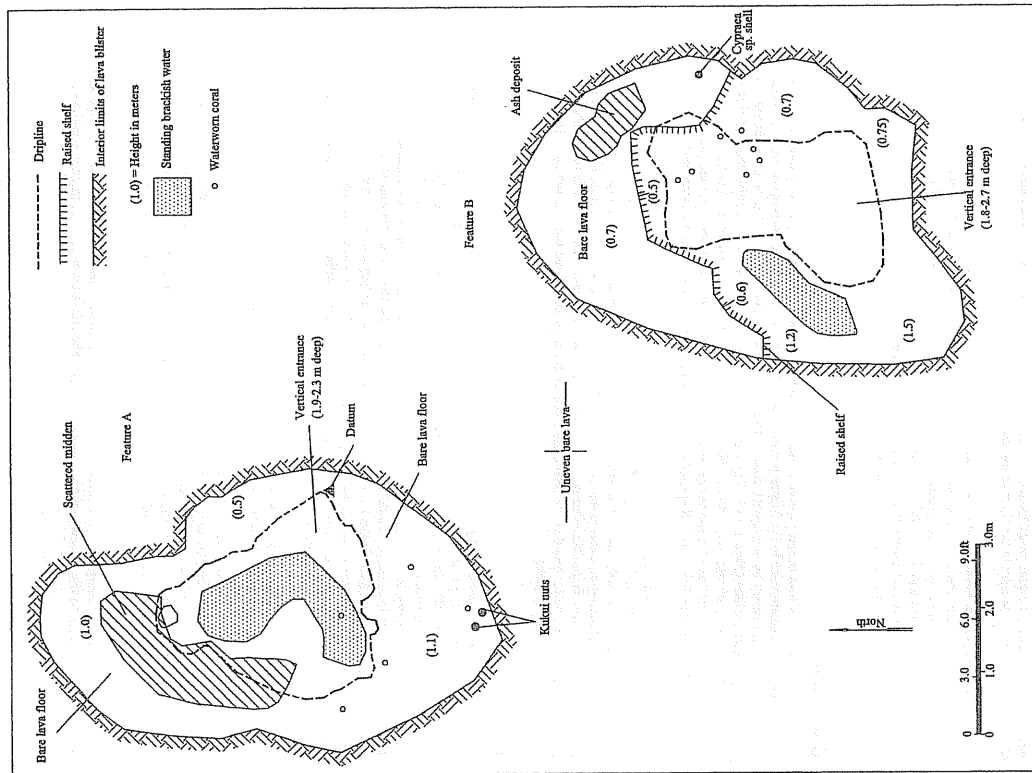 Dripline
Raised shelf
Interior limits of lava blister
(1.0) = Height in meters
Standing brackish water
Waterworn coral
Feature A
Scattered midden
Bare lava floor
(1.0)
(0.5)
Vertical entrance
(1.9-2.3 m deep)
Datum
Bare lava floor
(1.1)
Kukui nuts
Uneven bare lava
Feature B
Ash deposit
Cypraea
sp. shell
Bare lava floor
(0.7)
(0.5)
(0.7)
(0.75)
(0.6)
(1.2)
(1.5)
Raised shelf
Vertical entrance
(1.8-2.7 m deep)
North
0 3.0 6.0 9.0ft
0 1.0 2.0 3.0m